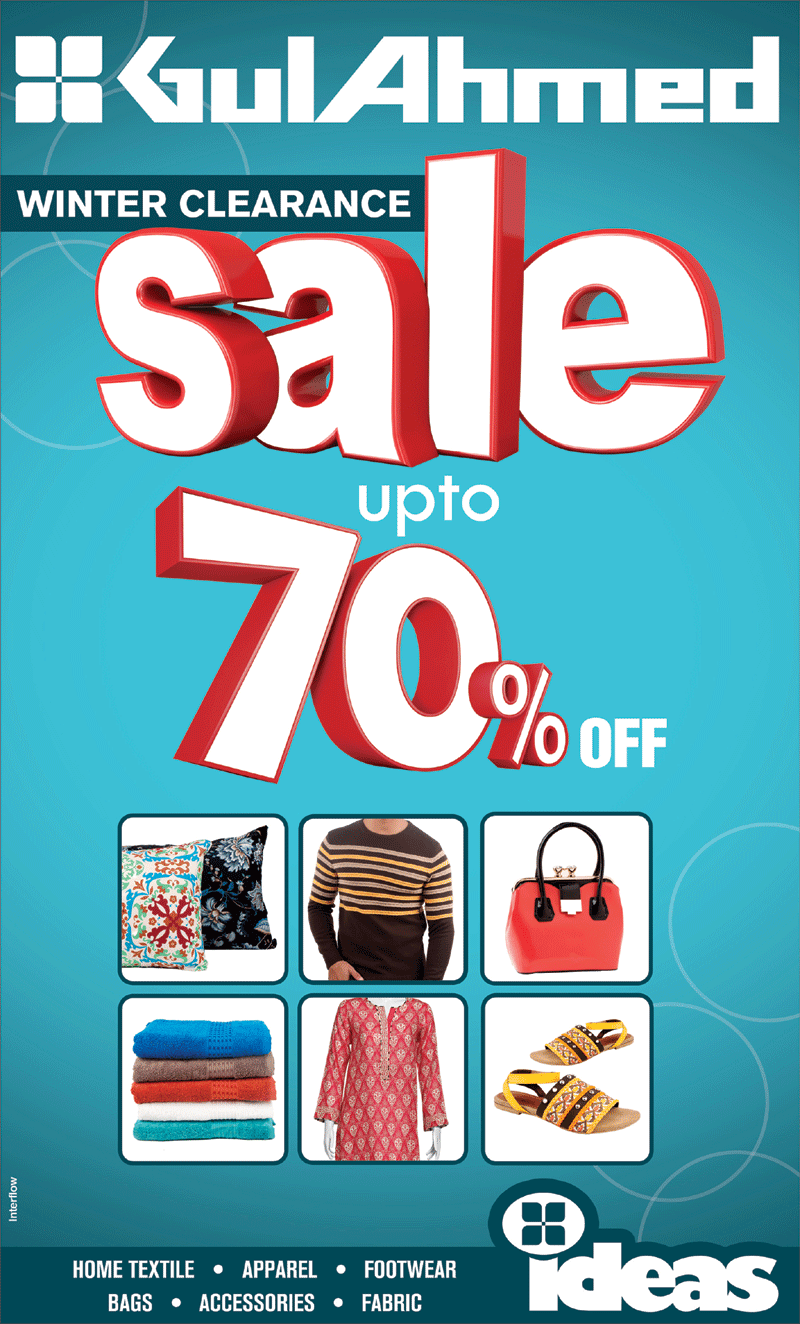 GulAhmed
WINTER CLEARANCE
sale
upto
70% OFF
Interflow
ideas
HOME TEXTILE • APPAREL • FOOTWEAR
BAGS • ACCESSORIES • FABRIC